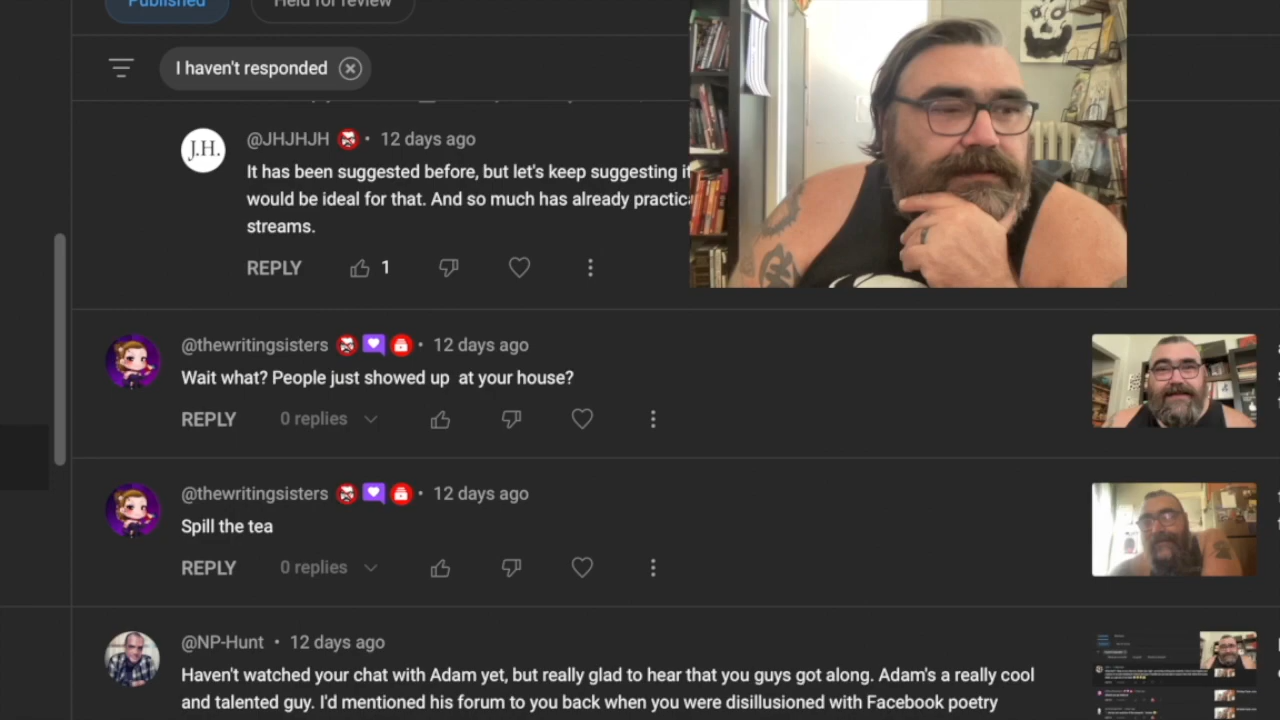 Published
Held for review
I haven't responded
J.H.
@JHJHJH • 12 days ago
It has been suggested before, but let's keep suggesting it
would be ideal for that. And so much has already
streams.
REPLY 1
@thewritingsisters • 12 days ago
Wait what? People just showed up at your house?
REPLY 0 replies
@thewritingsisters • 12 days ago
Spill the tea
REPLY 0 replies
@NP-Hunt • 12 days ago
Haven't watched your chat with Adam yet, but really glad to hear that you guys got along. Adam's a really cool
and talented guy. I'd mentioned this forum to you back when you were disillusioned with Facebook poetry